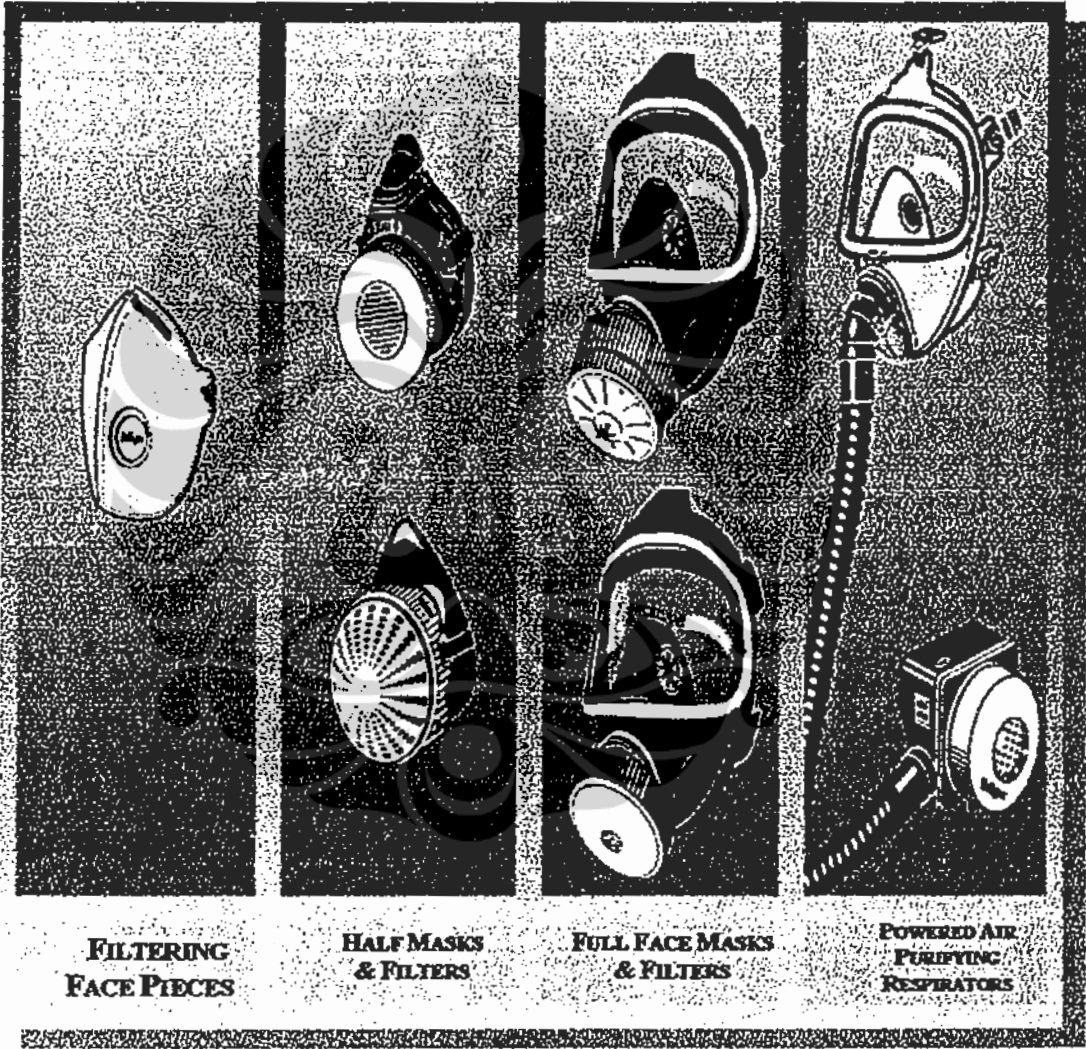 FILTERING
FACE PIECES
HALF MASKS
& FILTERS
FULL FACE MASKS
& FILTERS
POWERED AIR
PURIFYING
RESPIRATORS